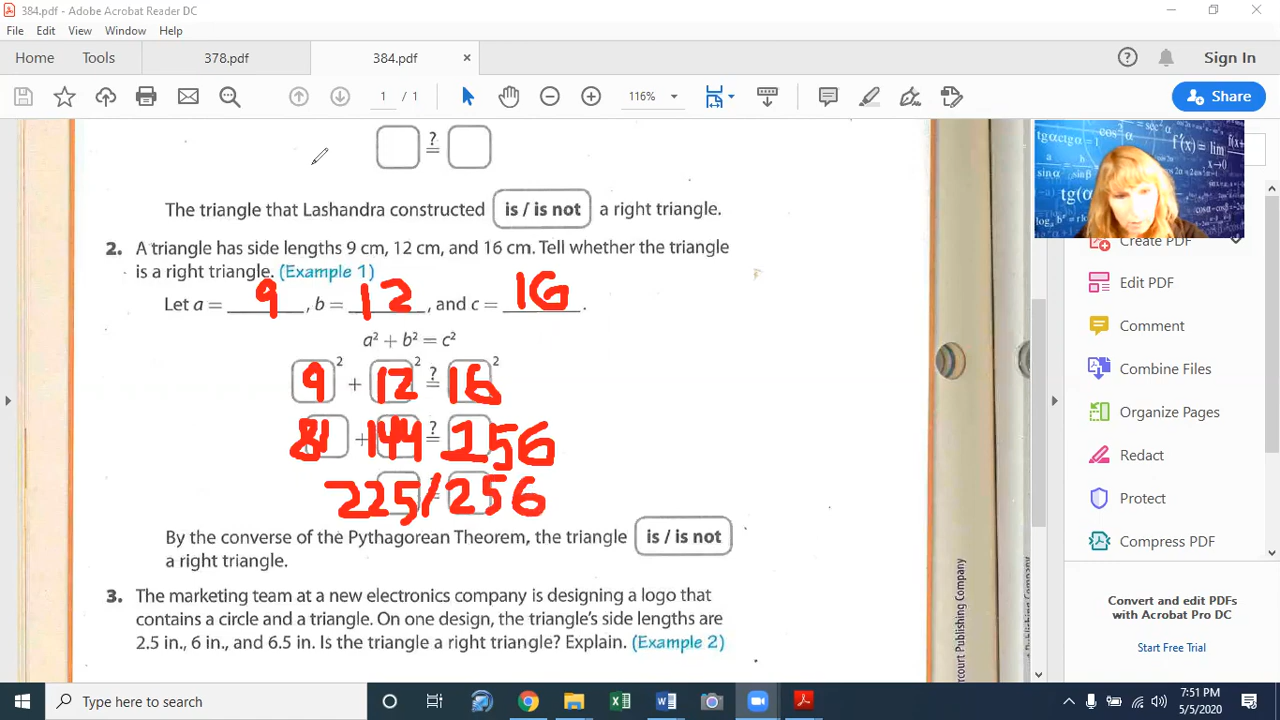 384.pdf - Adobe Acrobat Reader DC
File Edit View Window Help
Home Tools 378.pdf 384.pdf × Sign In
1 / 1 116% Share
? =
The triangle that Lashandra constructed is / is not a right triangle.
2. A triangle has side lengths 9 cm, 12 cm, and 16 cm. Tell whether the triangle
is a right triangle. (Example 1)
Let a = 9, b = 12, and c = 16.
a² + b² = c²
9² + 12² ?= 16²
81 + 144 ?= 256
225 / 256
By the converse of the Pythagorean Theorem, the triangle is / is not
a right triangle.
3. The marketing team at a new electronics company is designing a logo that
contains a circle and a triangle. On one design, the triangle's side lengths are
2.5 in., 6 in., and 6.5 in. Is the triangle a right triangle? Explain. (Example 2)
arcourt Publishing Company
Create PDF
Edit PDF
Comment
Combine Files
Organize Pages
Redact
Protect
Compress PDF
Convert and edit PDFs
with Acrobat Pro DC
Start Free Trial
Type here to search
7:51 PM
5/5/2020